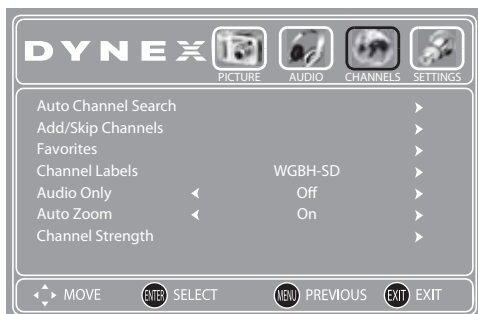 DYNEX
PICTURE AUDIO CHANNELS SETTINGS
Auto Channel Search
Add/Skip Channels
Favorites
Channel Labels WGBH-SD
Audio Only Off
Auto Zoom On
Channel Strength
MOVE ENTER SELECT MENU PREVIOUS EXIT EXIT